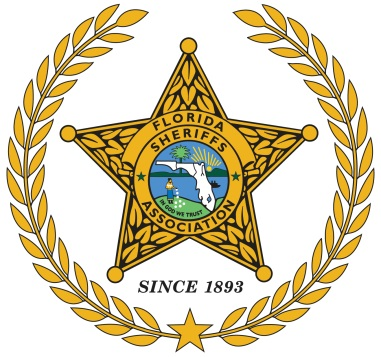 FLORIDA
SHERIFFS
IN GOD WE TRUST
ASSOCIATION
SINCE 1893